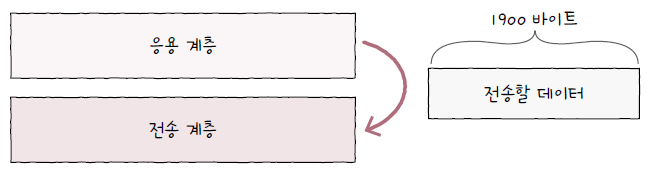 1900 바이트
응용 계층
전송할 데이터
전송 계층